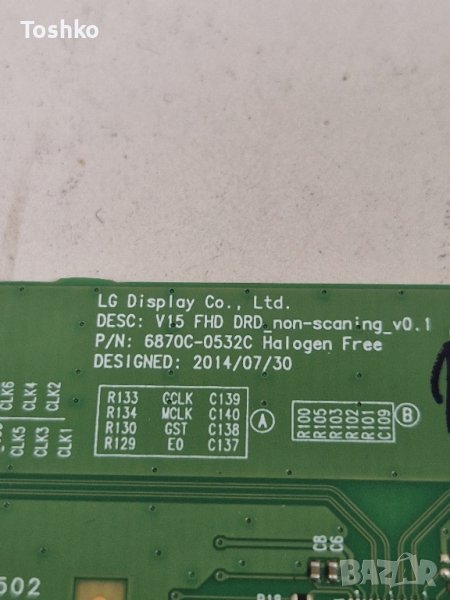 Toshko
LG Display Co., Ltd.
DESC: V15 FHD DRD_non-scaning_v0.1
P/N: 6870C-0532C Halogen Free
DESIGNED: 2014/07/30
R133 GCLK C139
R134 MCLK C140
R130 GST C138
R129 EO C137
A
R100
R105
R103
R102
R101
C109
B
CLK6
CLK4
CLK2
CLK5
CLK3
CLK1
C8
C6
502
BAZAR